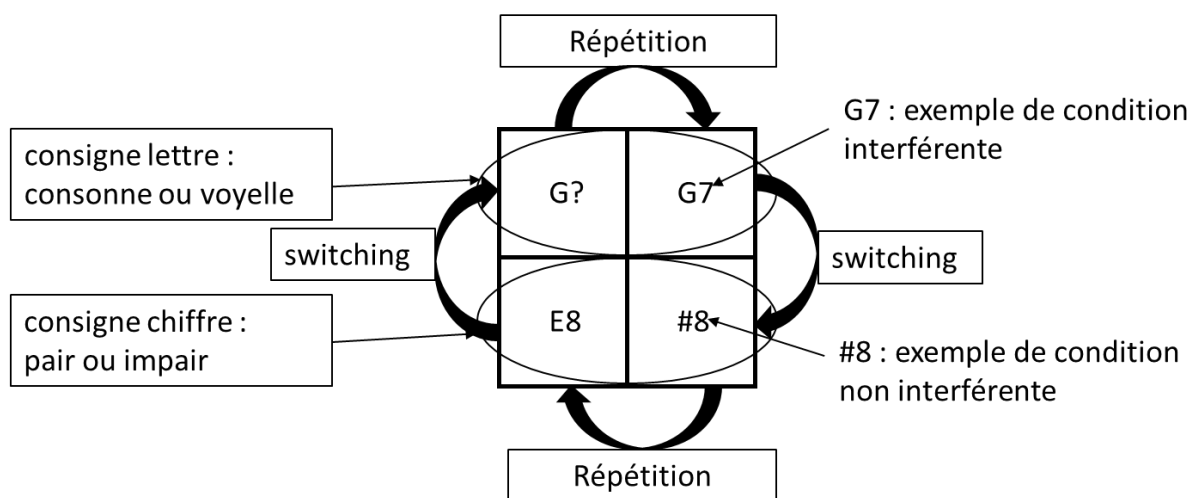 Répétition
G7 : exemple de condition
interférente
consigne lettre :
consonne ou voyelle
G?
G7
switching
switching
consigne chiffre :
pair ou impair
E8
#8
#8 : exemple de condition
non interférente
Répétition